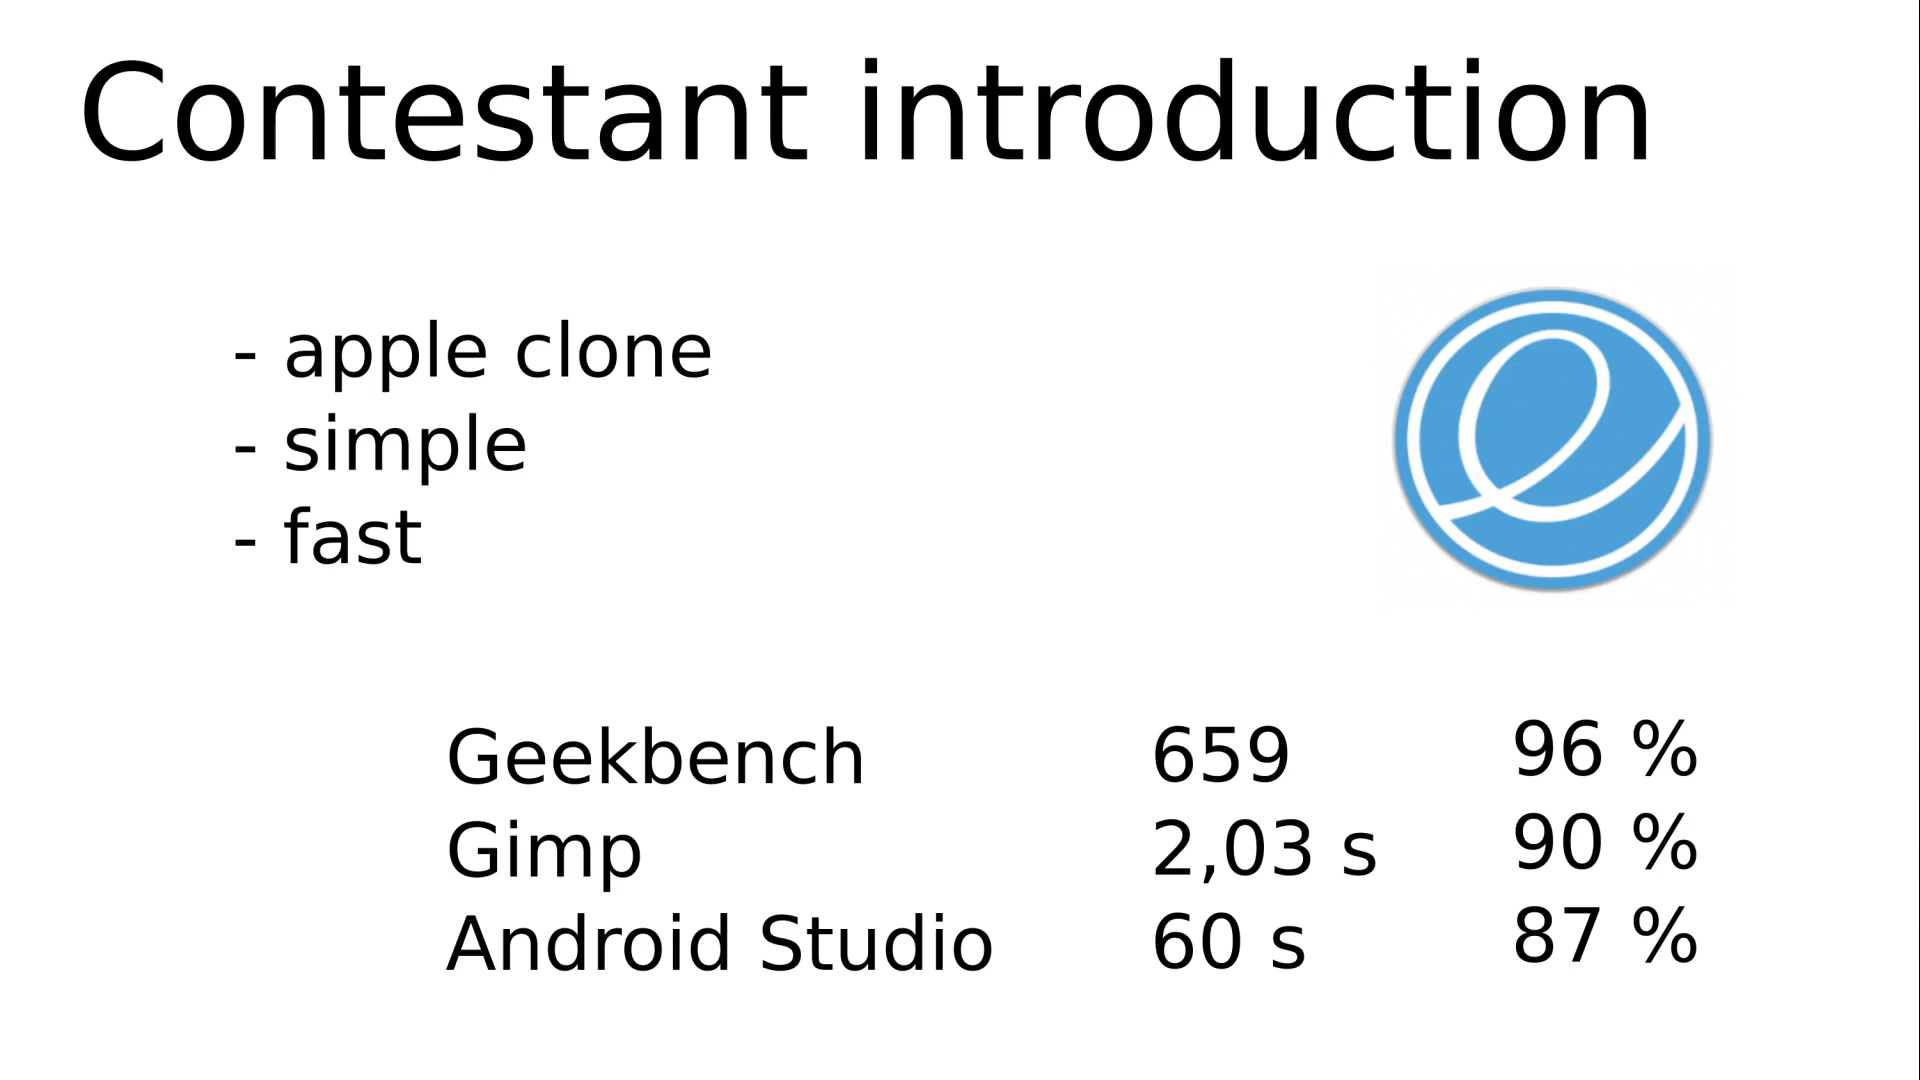 Contestant introduction
- apple clone
- simple
- fast
Geekbench 659 96 %
Gimp 2,03 s 90 %
Android Studio 60 s 87 %